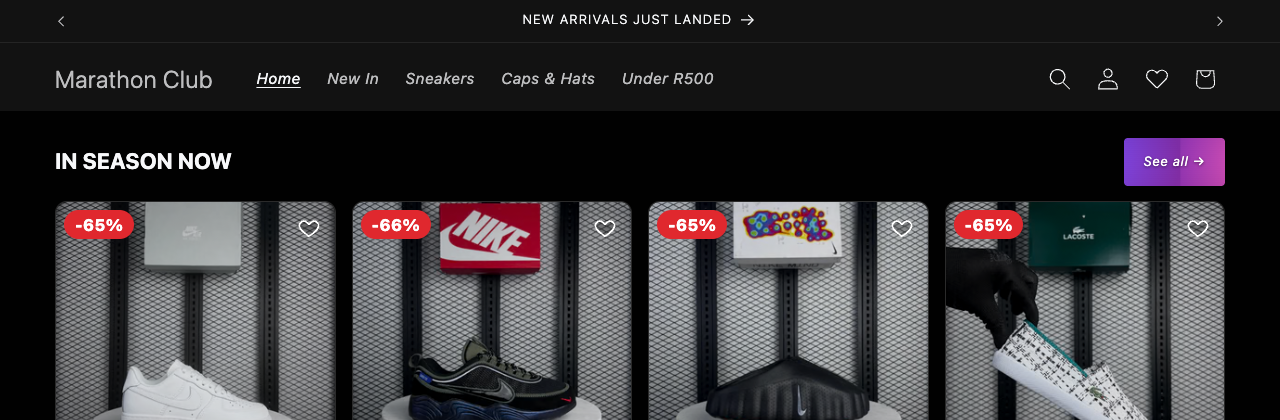 NEW ARRIVALS JUST LANDED →
Marathon Club
Home New In Sneakers Caps & Hats Under R500
IN SEASON NOW
See all →
-65% -66% -65% -65%
NIKE
LACOSTE